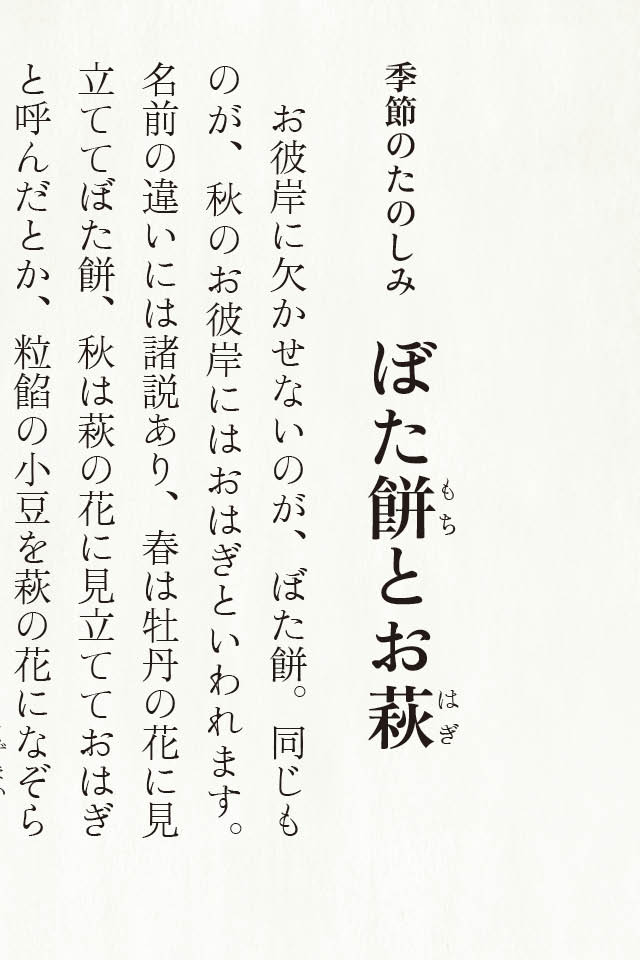 季節のたのしみ ぼた餅とお萩
もち
はぎ
お彼岸に欠かせないのが、ぼた餅。同じも
のが、秋のお彼岸にはおはぎといわれます。
名前の違いには諸説あり、春は牡丹の花に見
立ててぼた餅、秋は萩の花に見立てておはぎ
と呼んだとか、粒餡の小豆を萩の花になぞら